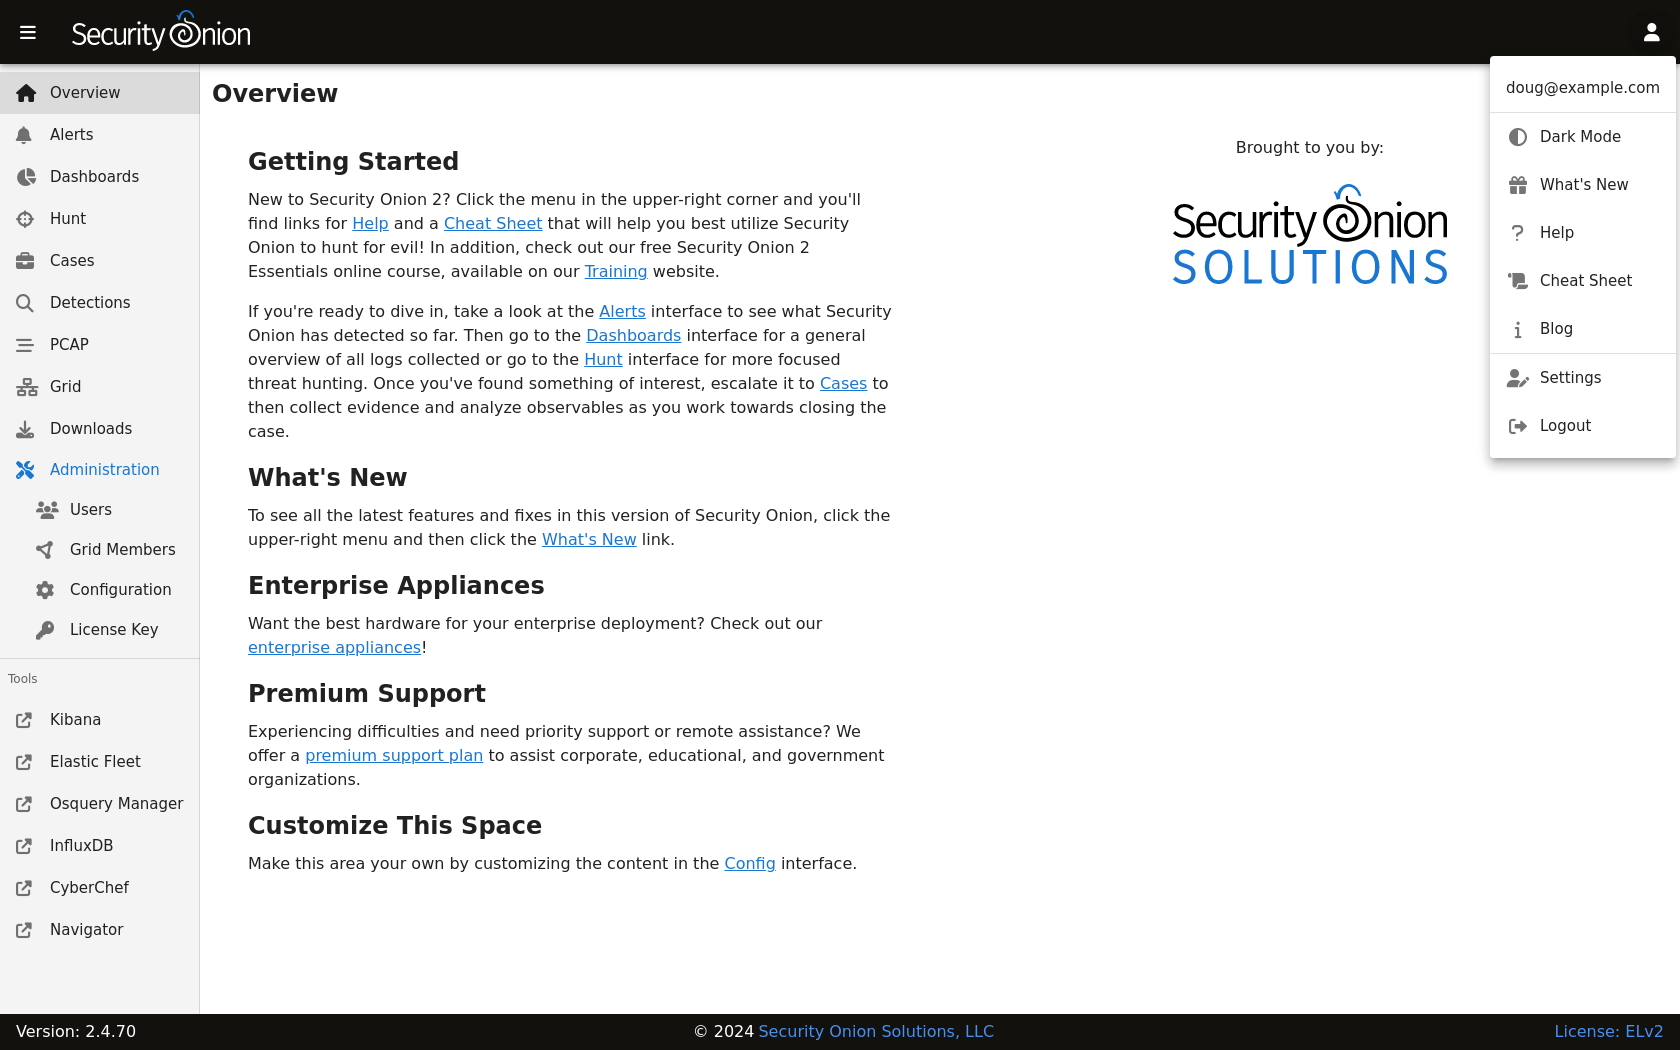 Security Onion
doug@example.com
Dark Mode
What's New
Help
Cheat Sheet
Blog
Settings
Logout
Overview
Alerts
Dashboards
Hunt
Cases
Detections
PCAP
Grid
Downloads
Administration
Users
Grid Members
Configuration
License Key
Tools
Kibana
Elastic Fleet
Osquery Manager
InfluxDB
CyberChef
Navigator
Overview
Getting Started
New to Security Onion 2? Click the menu in the upper-right corner and you'll
find links for Help and a Cheat Sheet that will help you best utilize Security
Onion to hunt for evil! In addition, check out our free Security Onion 2
Essentials online course, available on our Training website.
If you're ready to dive in, take a look at the Alerts interface to see what Security
Onion has detected so far. Then go to the Dashboards interface for a general
overview of all logs collected or go to the Hunt interface for more focused
threat hunting. Once you've found something of interest, escalate it to Cases to
then collect evidence and analyze observables as you work towards closing the
case.
What's New
To see all the latest features and fixes in this version of Security Onion, click the
upper-right menu and then click the What's New link.
Enterprise Appliances
Want the best hardware for your enterprise deployment? Check out our
enterprise appliances!
Premium Support
Experiencing difficulties and need priority support or remote assistance? We
offer a premium support plan to assist corporate, educational, and government
organizations.
Customize This Space
Make this area your own by customizing the content in the Config interface.
Brought to you by:
Security Onion
SOLUTIONS
Version: 2.4.70
© 2024 Security Onion Solutions, LLC
License: ELv2